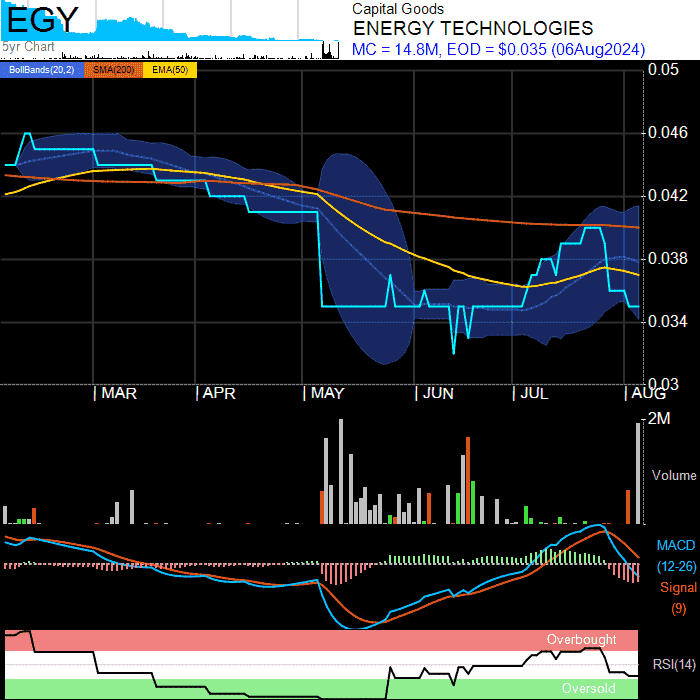 EGY
Capital Goods
ENERGY TECHNOLOGIES
5yr Chart
MC = 14.8M, EOD = $0.035 (06Aug2024)
BollBands(20,2) SMA(200) EMA(50)
0.05
0.046
0.042
0.038
0.034
0.03
MAR APR MAY JUN JUL AUG
2M
Volume
MACD
(12-26)
Signal
(9)
Overbought
RSI(14)
Oversold